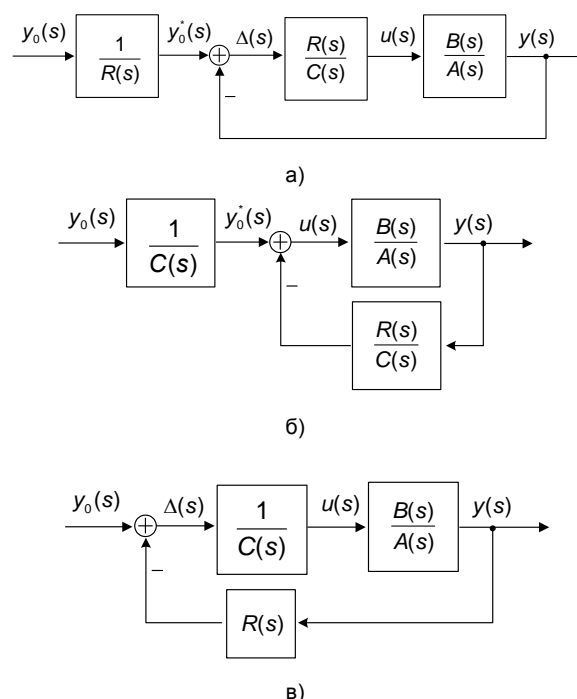 y₀(s) y₀*(s) Δ(s) u(s) y(s)
1/R(s) R(s)/C(s) B(s)/A(s)
–
а)
y₀(s) y₀*(s) u(s) y(s)
1/C(s) B(s)/A(s)
–
R(s)/C(s)
б)
y₀(s) Δ(s) u(s) y(s)
1/C(s) B(s)/A(s)
–
R(s)
в)